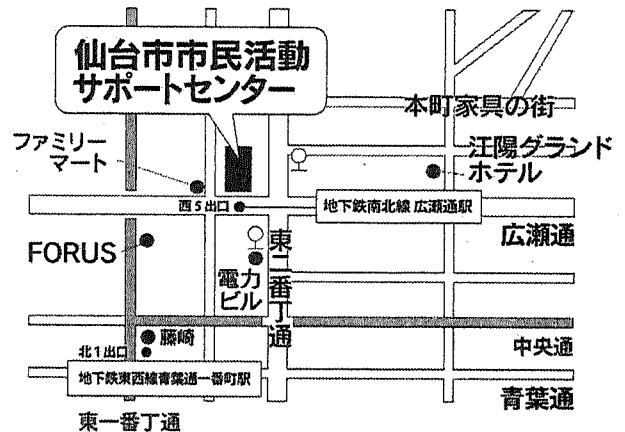 仙台市市民活動
サポートセンター
本町家具の街
ファミリー
マート
江陽グランド
ホテル
西5出口
地下鉄南北線 広瀬通駅
広瀬通
FORUS
東二番丁通
電力
ビル
藤崎
中央通
北1出口
地下鉄東西線青葉通一番町駅
青葉通
東一番丁通